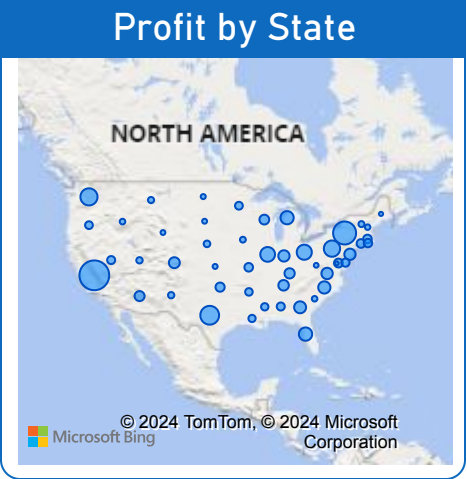 Profit by State
NORTH AMERICA
© 2024 TomTom, © 2024 Microsoft
Microsoft Bing
Corporation